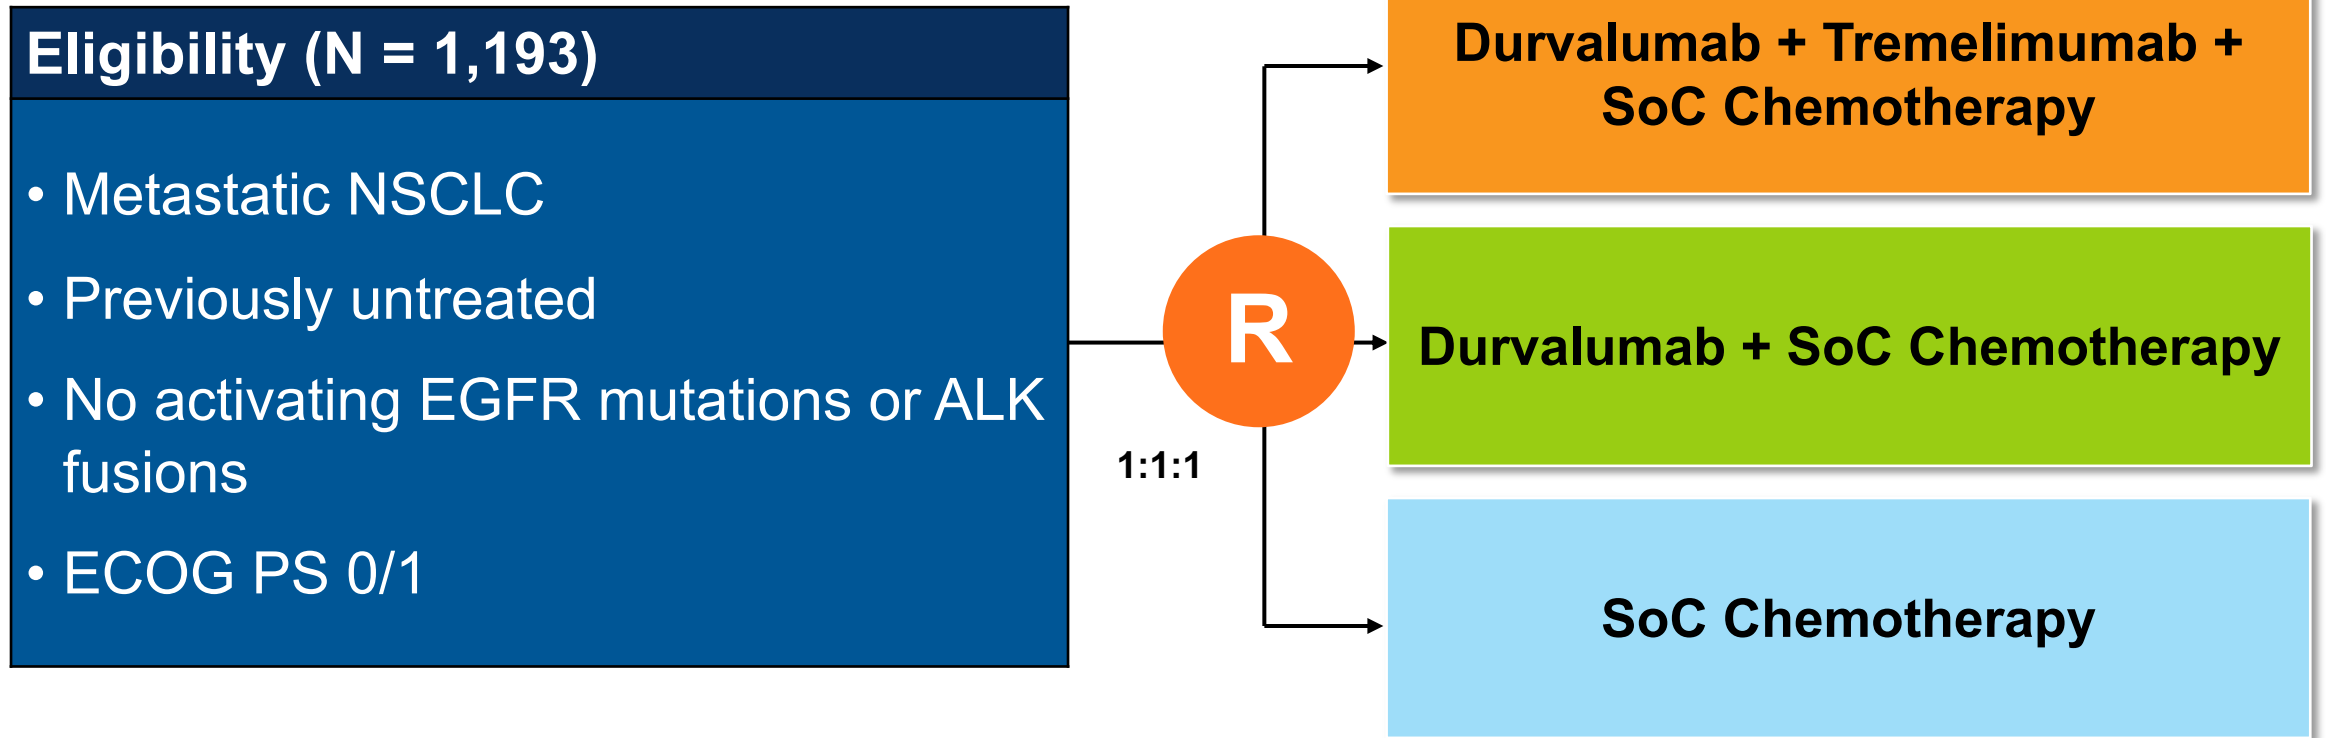 Eligibility (N = 1,193)
• Metastatic NSCLC
• Previously untreated
• No activating EGFR mutations or ALK
fusions
• ECOG PS 0/1
R
1:1:1
Durvalumab + Tremelimumab +
SoC Chemotherapy
Durvalumab + SoC Chemotherapy
SoC Chemotherapy